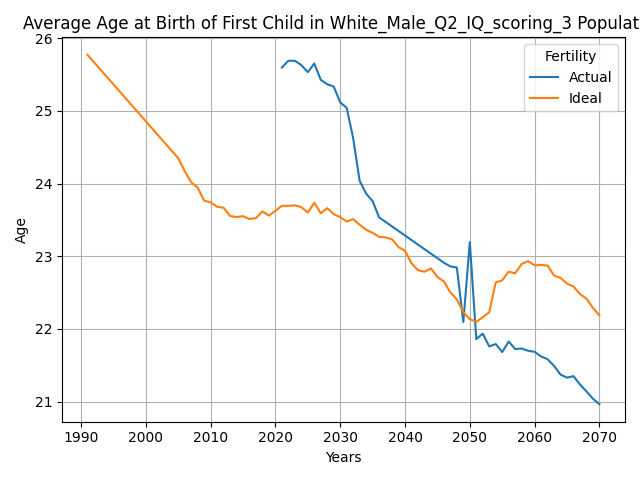 Average Age at Birth of First Child in White_Male_Q2_IQ_scoring_3 Populat
26
25
24
23
22
21
Age
1990 2000 2010 2020 2030 2040 2050 2060 2070
Years
Fertility
Actual
Ideal